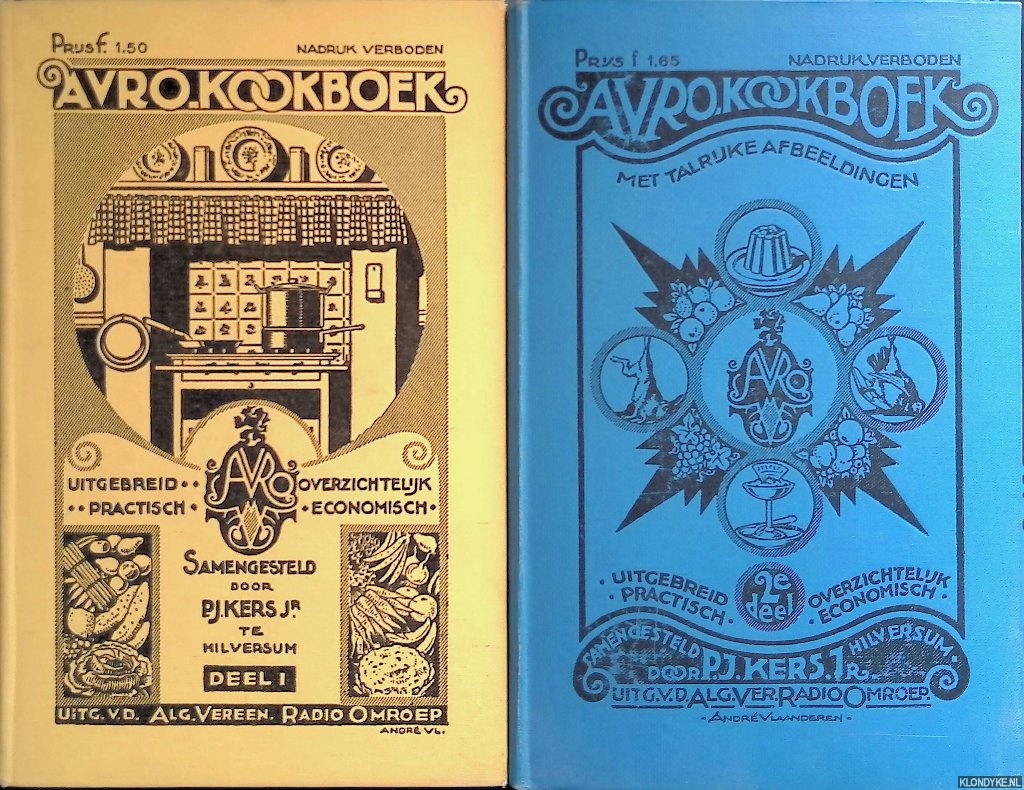 Prijs f. 1.50 NADRUK VERBODEN
AVRO-KOOKBOEK
UITGEBREID·· OVERZICHTELIJK
··PRACTISCH· ·ECONOMISCH·
AVRO
SAMENGESTELD
DOOR
P.J. KERS JR
TE
HILVERSUM
DEEL I
UITG. V.D. ALG. VEREEN. RADIO OMROEP
ANDRÉ VL.
Prijs f 1,65 NADRUK VERBODEN
AVRO.KOOKBOEK
MET TALRIJKE AFBEELDINGEN
AVRO
·UITGEBREID OVERZICHTELIJK
PRACTISCH· ·ECONOMISCH·
2e
deel
SAMENGESTELD HILVERSUM·
DOOR P.J. KERS. JR.
UITG. V.D. ALG. VER. RADIO OMROEP.
-ANDRÉ VLAANDEREN-
KLONDYKE.NL